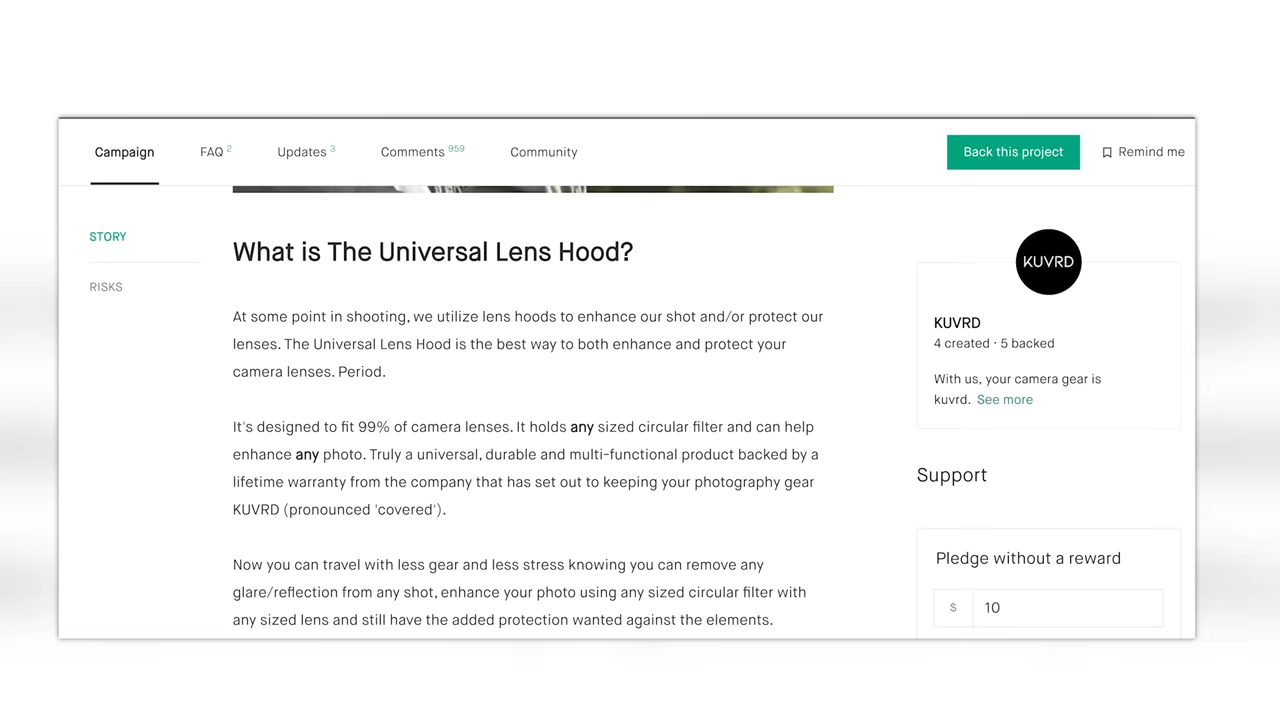 Campaign FAQ 2 Updates 3 Comments 959 Community Back this project Remind me
STORY
RISKS
What is The Universal Lens Hood?
At some point in shooting, we utilize lens hoods to enhance our shot and/or protect our
lenses. The Universal Lens Hood is the best way to both enhance and protect your
camera lenses. Period.
It's designed to fit 99% of camera lenses. It holds any sized circular filter and can help
enhance any photo. Truly a universal, durable and multi-functional product backed by a
lifetime warranty from the company that has set out to keeping your photography gear
KUVRD (pronounced 'covered').
Now you can travel with less gear and less stress knowing you can remove any
glare/reflection from any shot, enhance your photo using any sized circular filter with
any sized lens and still have the added protection wanted against the elements.
KUVRD
KUVRD
4 created · 5 backed
With us, your camera gear is
kuvrd. See more
Support
Pledge without a reward
$ 10